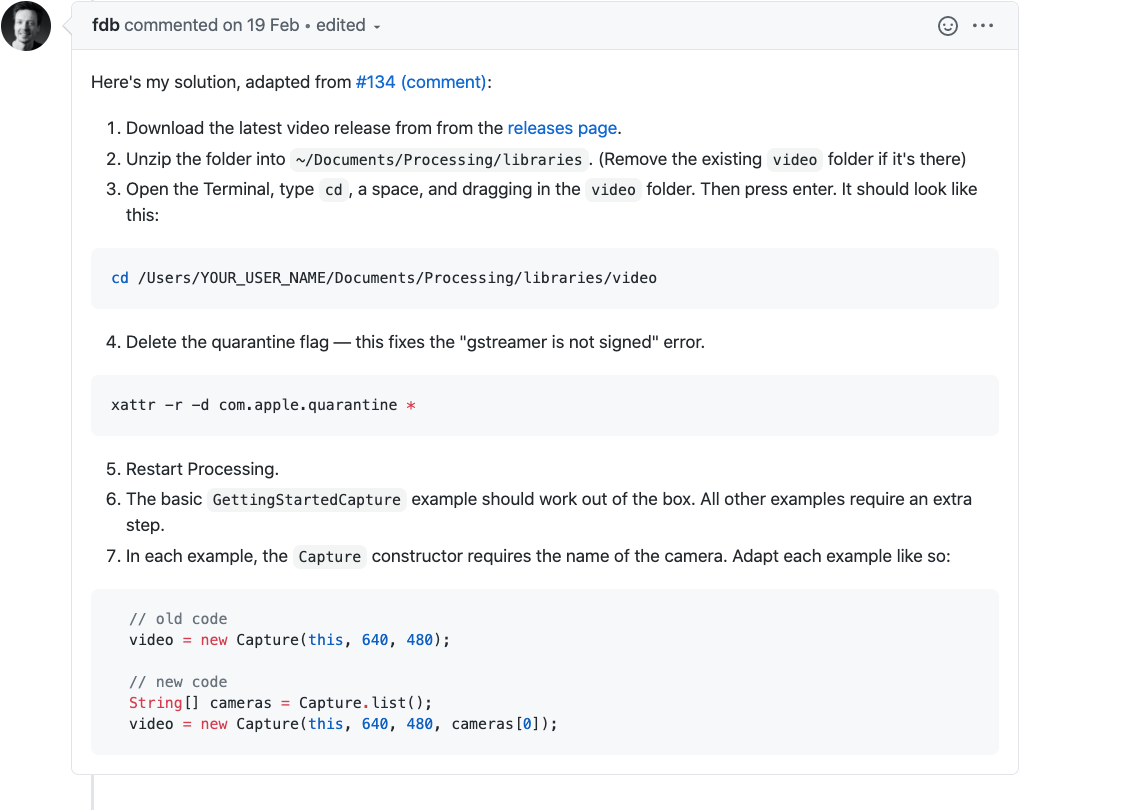 fdb commented on 19 Feb • edited
Here's my solution, adapted from #134 (comment):
1. Download the latest video release from from the releases page.
2. Unzip the folder into ~/Documents/Processing/libraries . (Remove the existing video folder if it's there)
3. Open the Terminal, type cd , a space, and dragging in the video folder. Then press enter. It should look like
this:
cd /Users/YOUR_USER_NAME/Documents/Processing/libraries/video
4. Delete the quarantine flag — this fixes the "gstreamer is not signed" error.
xattr -r -d com.apple.quarantine *
5. Restart Processing.
6. The basic GettingStartedCapture example should work out of the box. All other examples require an extra
step.
7. In each example, the Capture constructor requires the name of the camera. Adapt each example like so:
// old code
video = new Capture(this, 640, 480);
// new code
String[] cameras = Capture.list();
video = new Capture(this, 640, 480, cameras[0]);